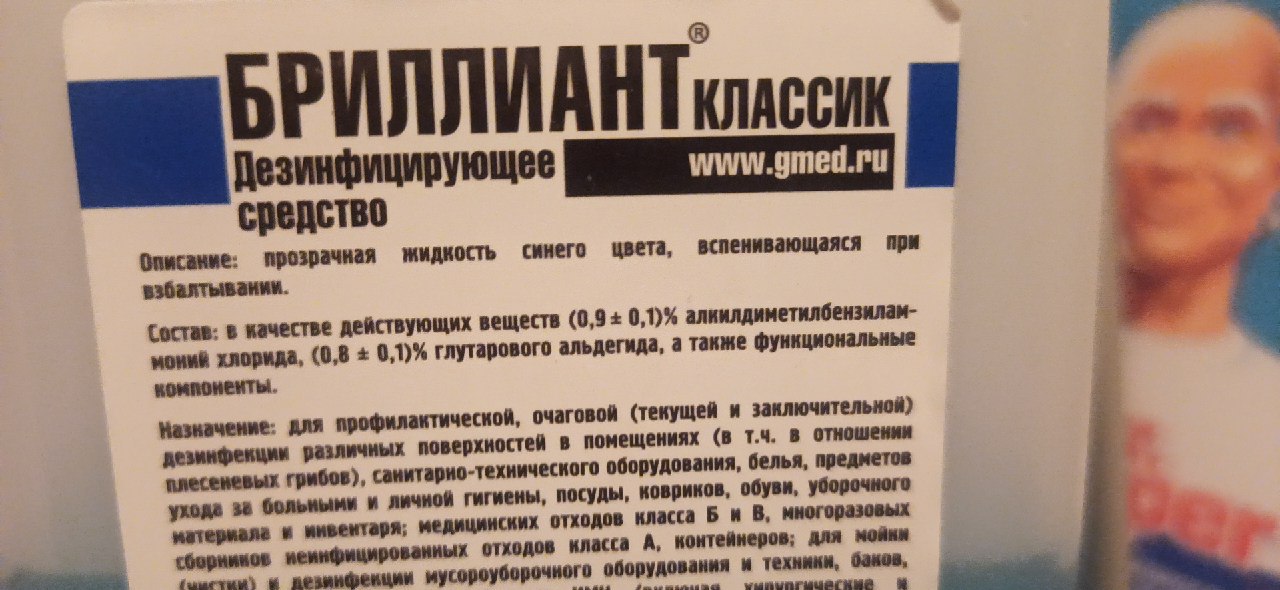 БРИЛЛИАНТ® КЛАССИК
Дезинфицирующее www.gmed.ru
средство
Описание: прозрачная жидкость синего цвета, вспенивающаяся при
взбалтывании.
Состав: в качестве действующих веществ (0,9 ± 0,1)% алкилдиметилбензилам-
моний хлорида, (0,8 ± 0,1)% глутарового альдегида, а также функциональные
компоненты.
Назначение: для профилактической, очаговой (текущей и заключительной)
дезинфекции различных поверхностей в помещениях (в т.ч. в отношении
плесеневых грибов), санитарно-технического оборудования, белья, предметов
ухода за больными и личной гигиены, посуды, ковриков, обуви, уборочного
материала и инвентаря; медицинских отходов класса Б и В, многоразовых
сборников неинфицированных отходов класса А, контейнеров; для мойки
(чистки) и дезинфекции мусороуборочного оборудования и техники, баков,
(включая хирургические и